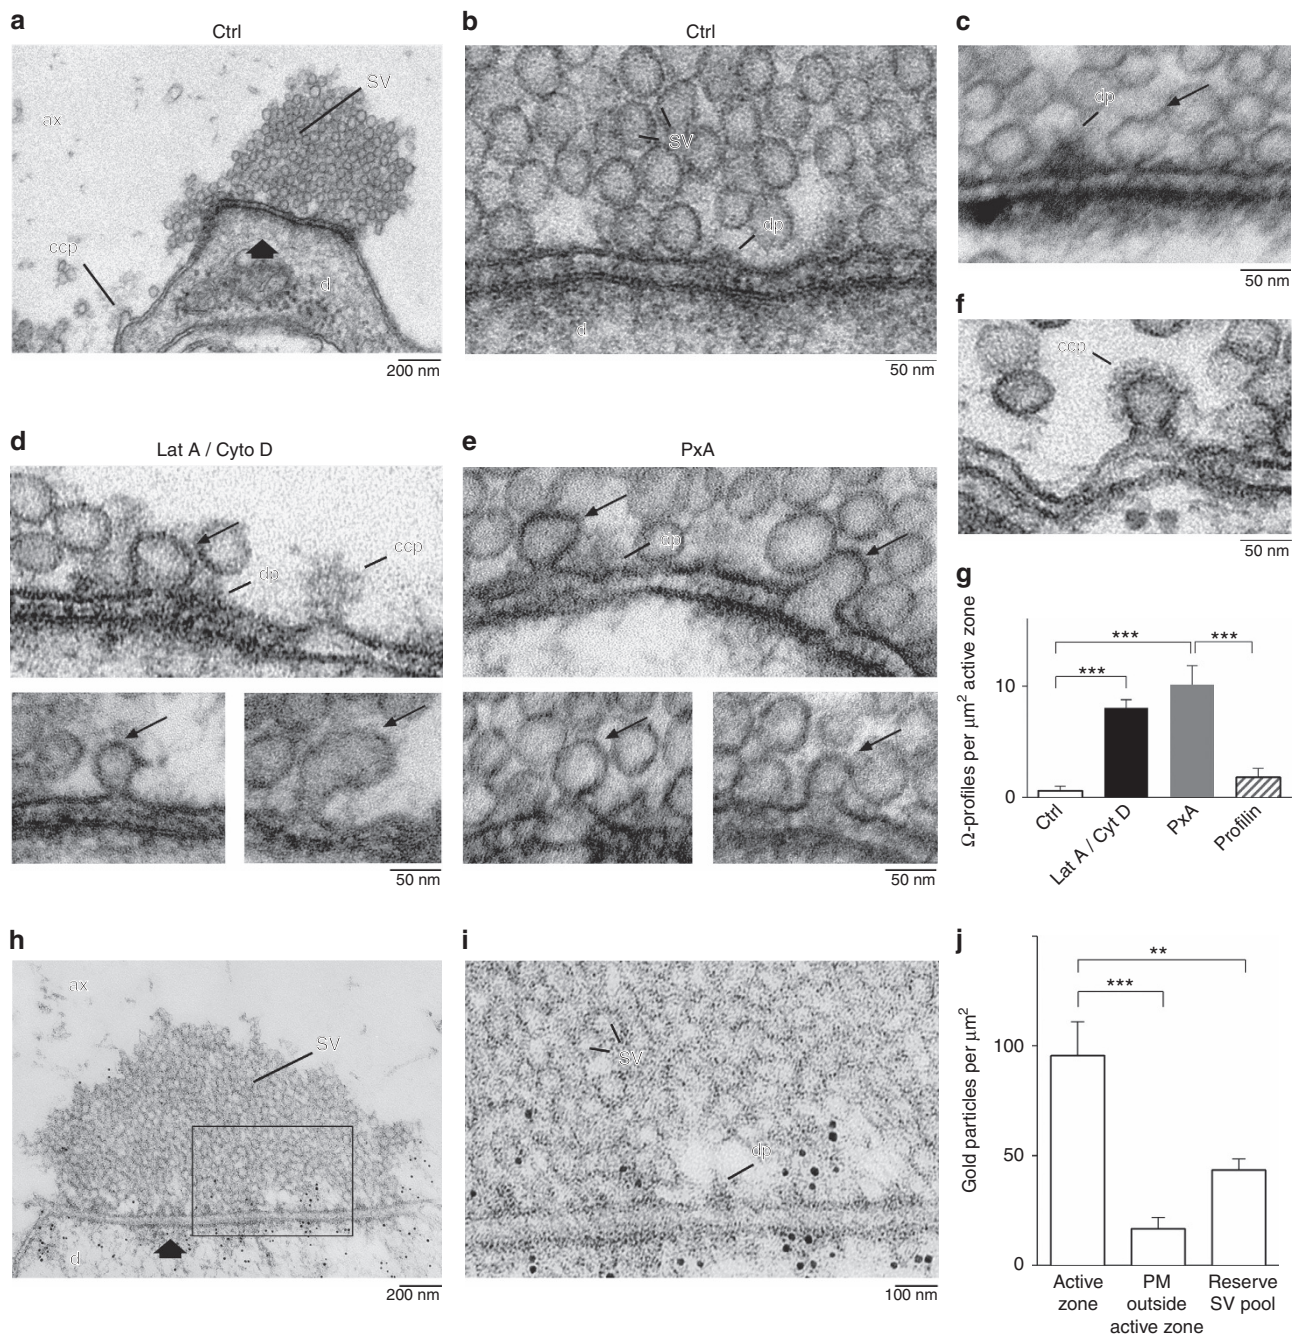 a
Ctrl
SV
ax
ccp
d
200 nm
b
Ctrl
SV
dp
d
50 nm
c
dp
50 nm
f
ccp
50 nm
d
Lat A / Cyto D
ccp
dp
50 nm
e
PxA
dp
50 nm
g
Ω-profiles per μm² active zone
10
0
***
***
***
Ctrl
Lat A / Cyt D
PxA
Profilin
h
ax
SV
d
200 nm
i
SV
dp
100 nm
j
Gold particles per μm²
100
50
0
**
***
Active
zone
PM
outside
active zone
Reserve
SV pool